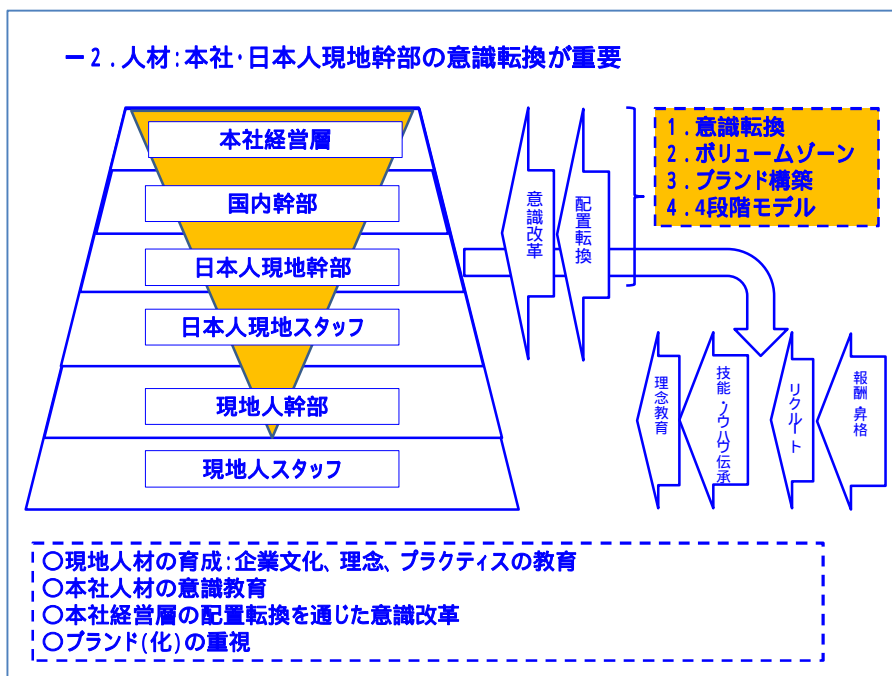 －2．人材：本社・日本人現地幹部の意識転換が重要
本社経営層
国内幹部
日本人現地幹部
日本人現地スタッフ
現地人幹部
現地人スタッフ
意識改革
配置転換
1．意識転換
2．ボリュームゾーン
3．ブランド構築
4．4段階モデル
理念教育
技能・ノウハウ伝承
リクルート
報酬・昇格
○現地人材の育成：企業文化、理念、プラクティスの教育
○本社人材の意識教育
○本社経営層の配置転換を通じた意識改革
○ブランド(化)の重視